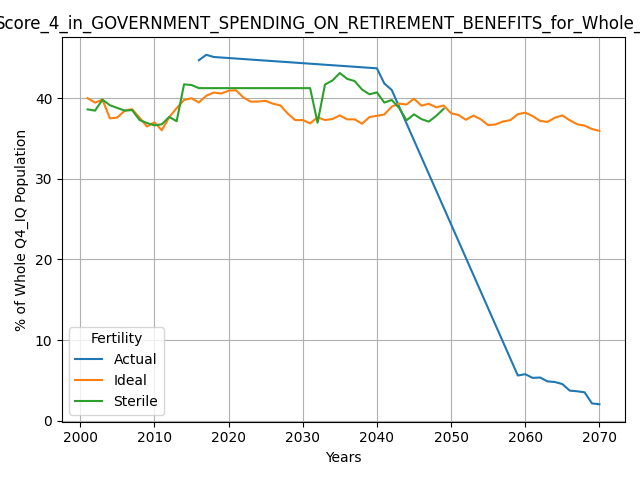 Score_4_in_GOVERNMENT_SPENDING_ON_RETIREMENT_BENEFITS_for_Whole_
% of Whole Q4_IQ Population
40
30
20
10
0
Fertility
Actual
Ideal
Sterile
2000 2010 2020 2030 2040 2050 2060 2070
Years